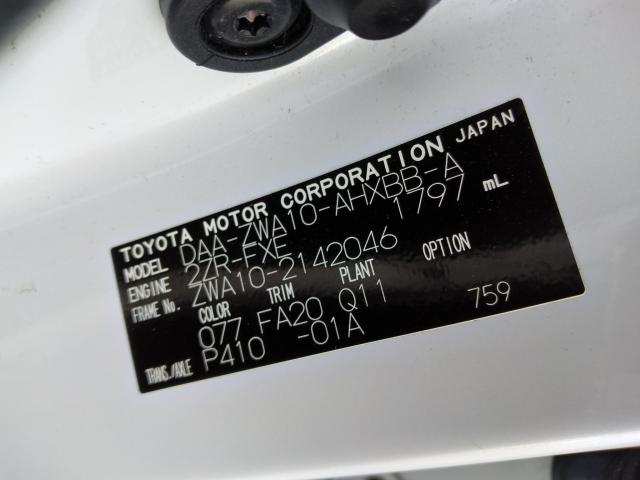 TOYOTA MOTOR CORPORATION JAPAN
MODEL DAA-ZWA10-AHXBB-A
ENGINE 2ZR-FXE 1797 mL
FRAME No. ZWA10-2142046
COLOR TRIM PLANT OPTION
077 FA20 Q11 759
TRANS./AXLE P410 -01A